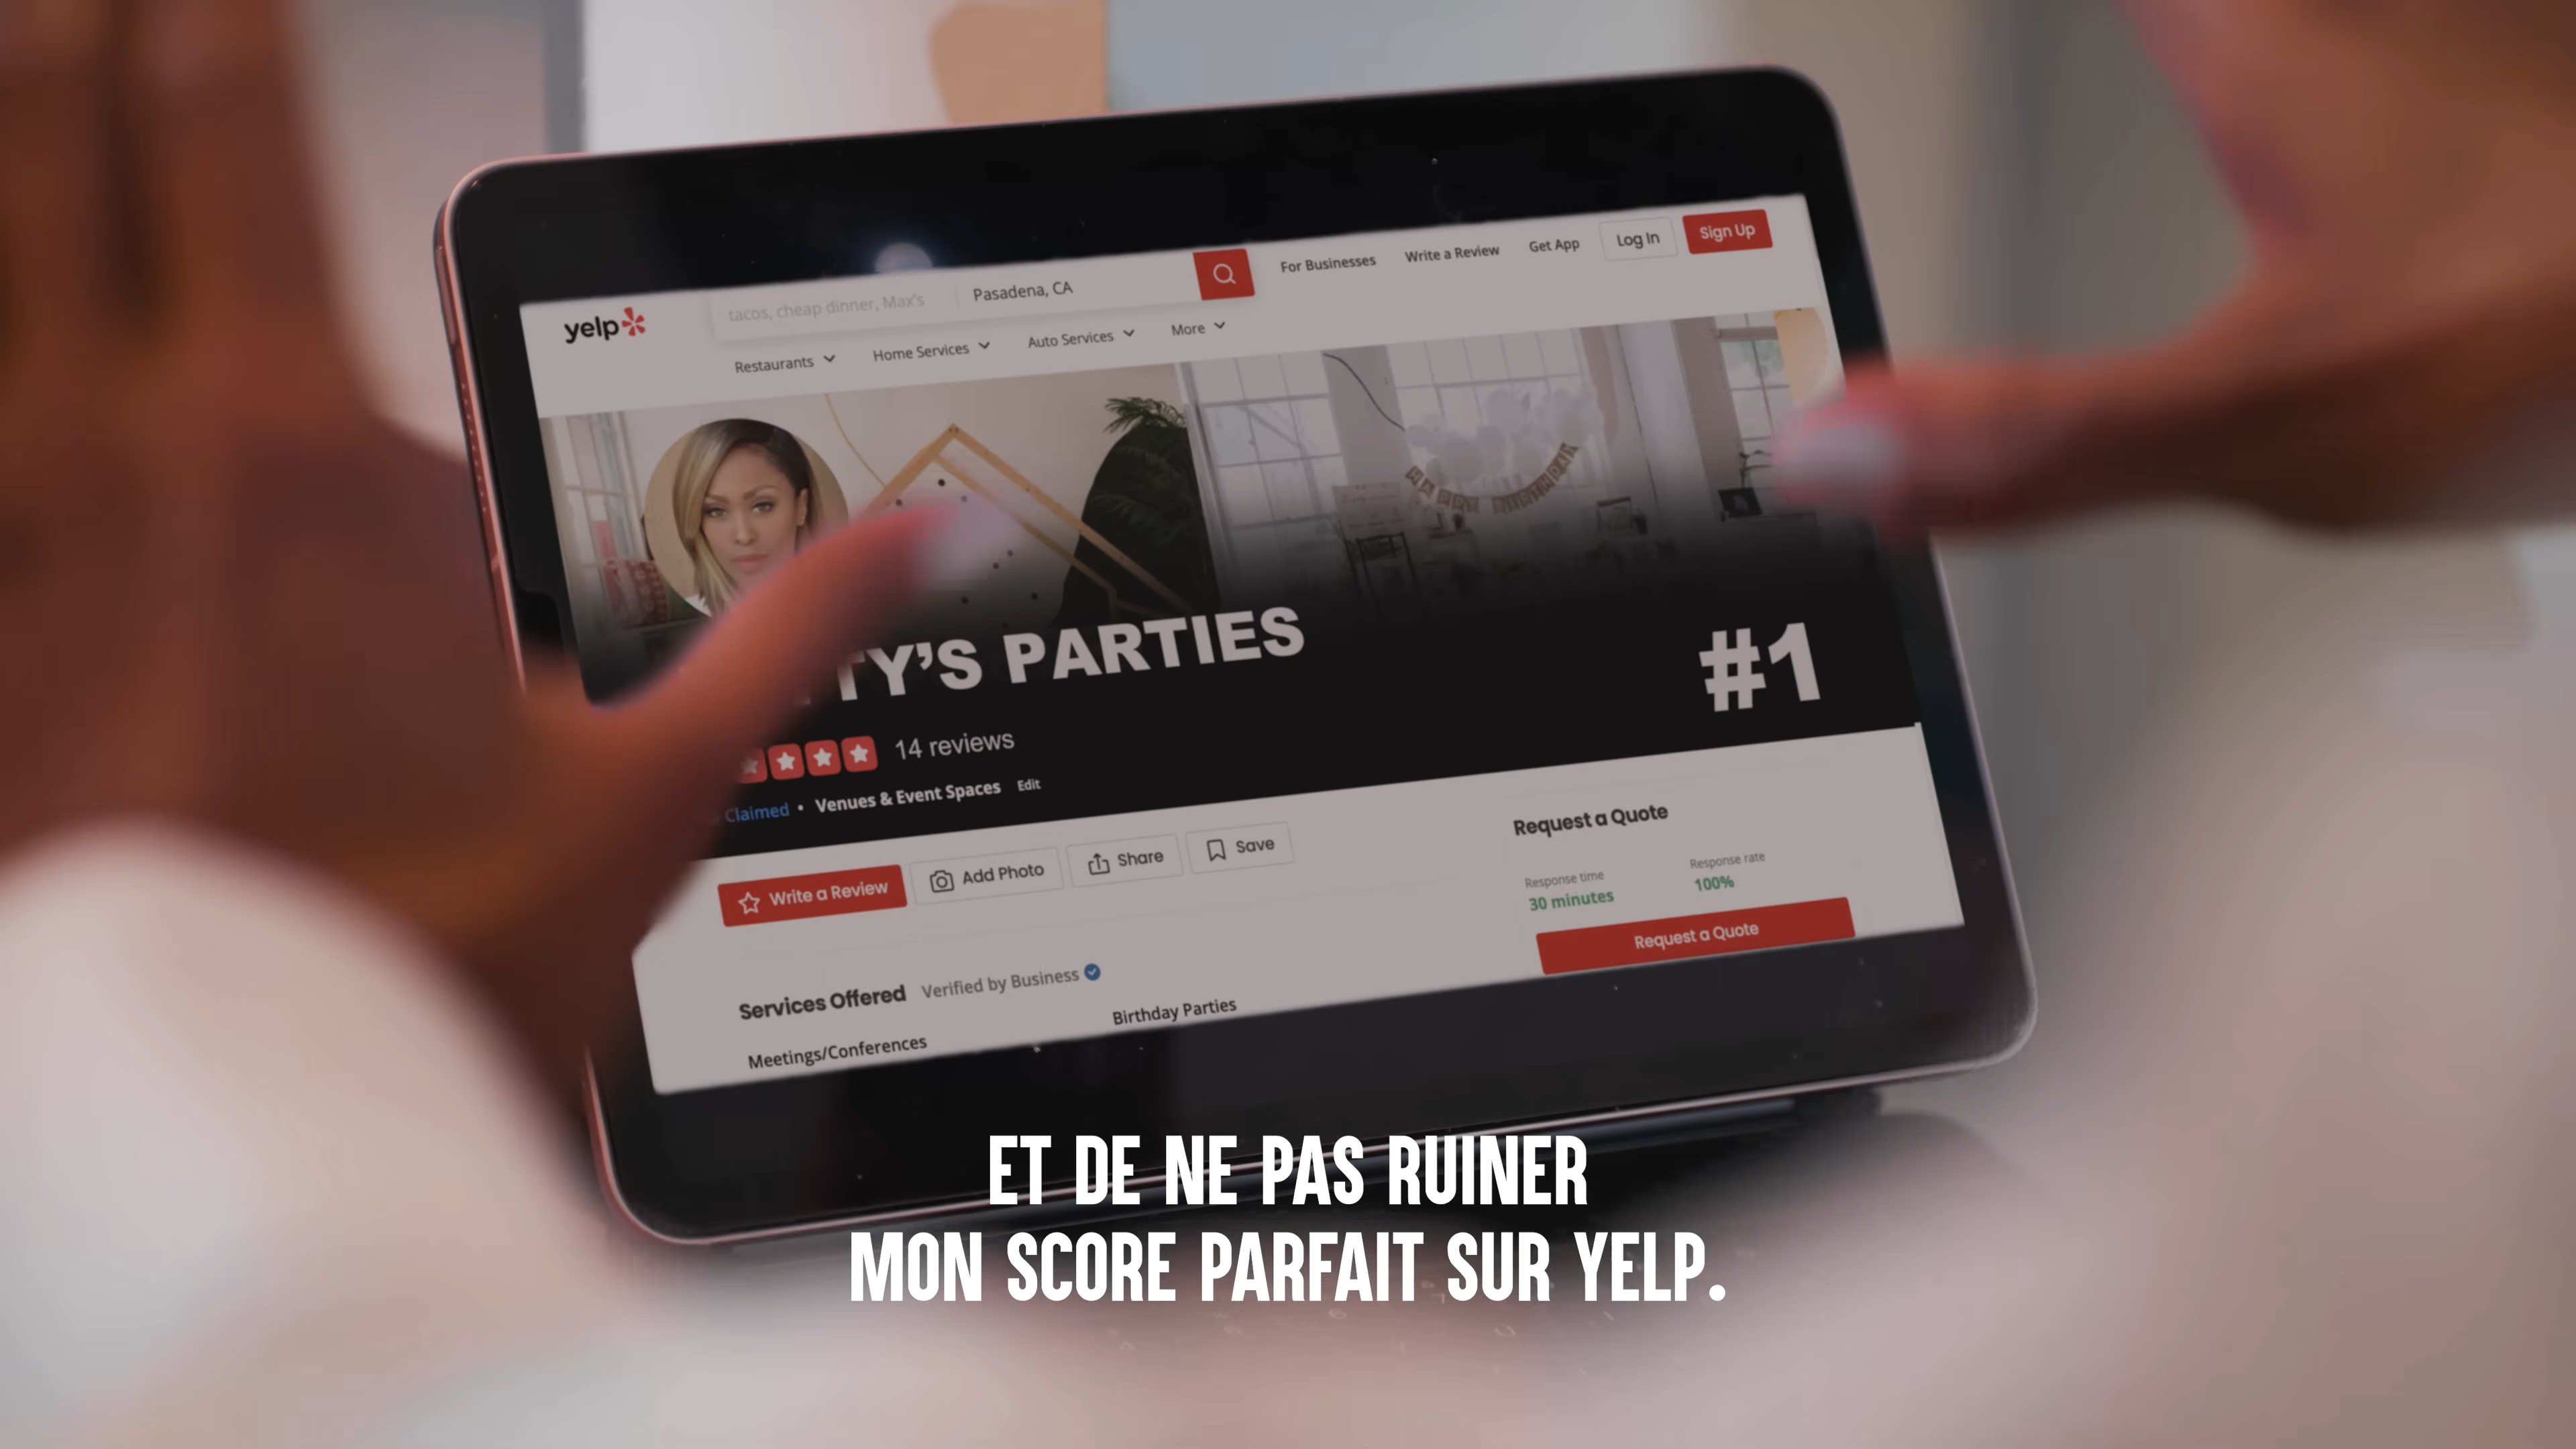 yelp
tacos, cheap dinner, Max's
Pasadena, CA
For Businesses
Write a Review
Get App
Log In
Sign Up
Restaurants
Home Services
Auto Services
More
HAPPY BIRTHDAY
TY'S PARTIES
#1
14 reviews
Claimed • Venues & Event Spaces Edit
Write a Review
Add Photo
Share
Save
Request a Quote
Response time
30 minutes
Response rate
100%
Request a Quote
Services Offered Verified by Business
Birthday Parties
Meetings/Conferences
ET DE NE PAS RUINER
MON SCORE PARFAIT SUR YELP.